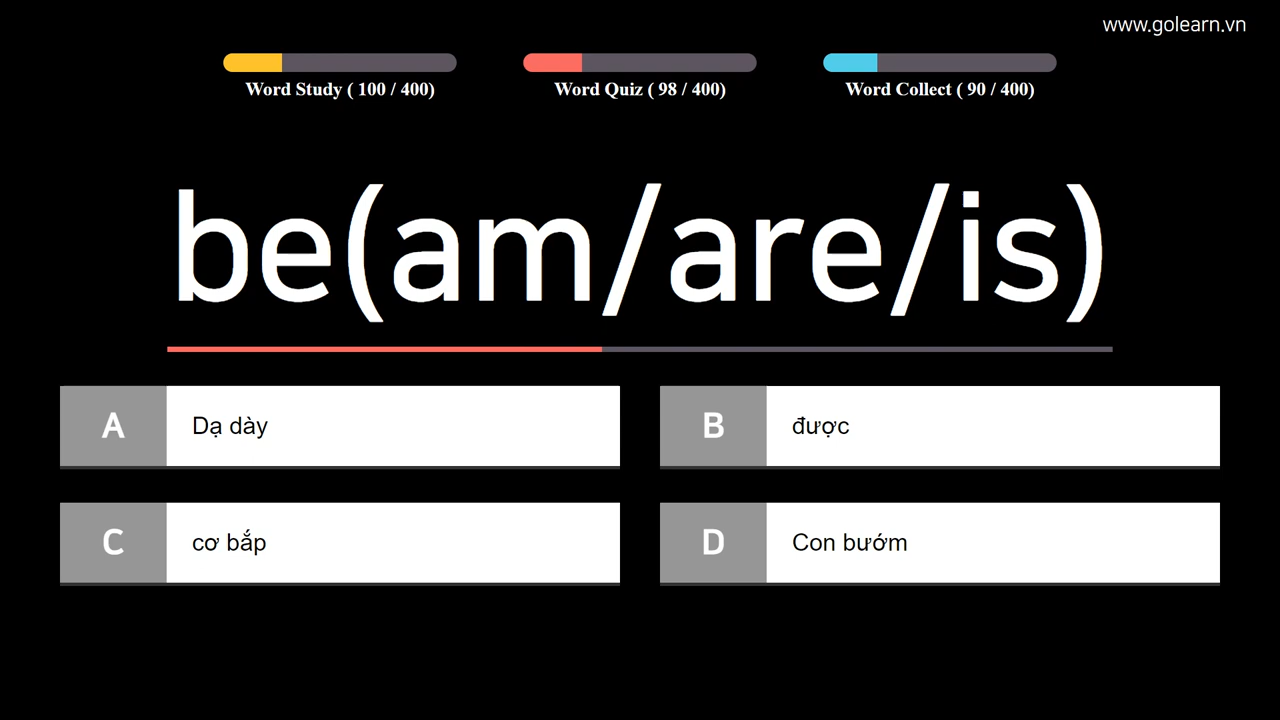 www.golearn.vn
Word Study ( 100 / 400)
Word Quiz ( 98 / 400)
Word Collect ( 90 / 400)
be(am/are/is)
A Dạ dày
B được
C cơ bắp
D Con bướm